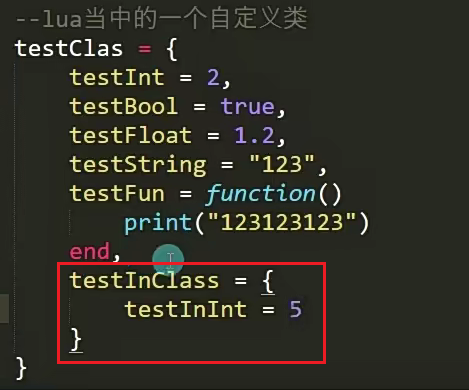 --lua当中的一个自定义类
testClas = {
    testInt = 2,
    testBool = true,
    testFloat = 1.2,
    testString = "123",
    testFun = function()
        print("123123123")
    end,
    testInClass = {
        testInInt = 5
    }
}